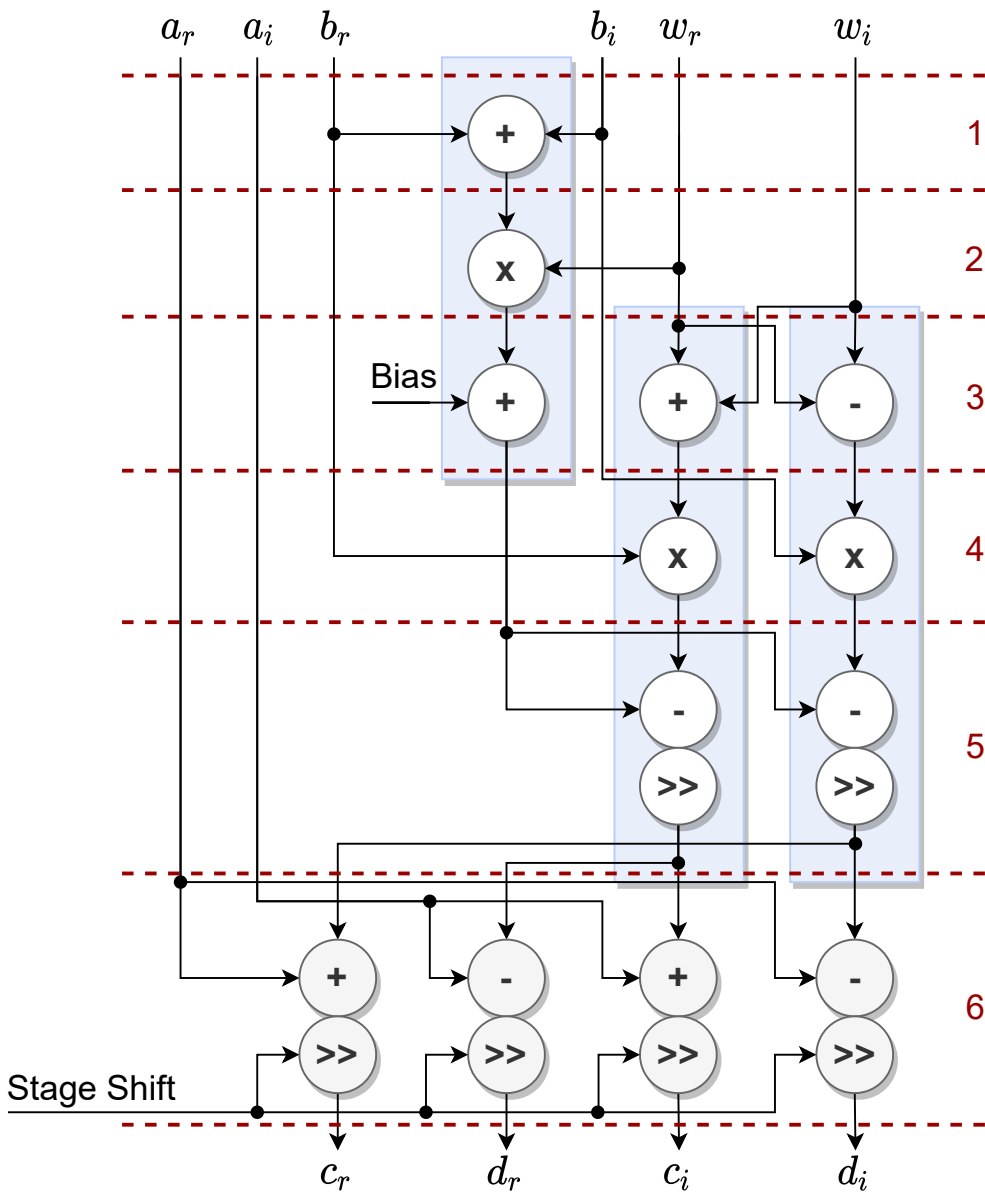 a_r a_i b_r b_i w_r w_i
+ 1
x 2
Bias + + - 3
x x 4
- - 5
>> >>
+ - + - 6
>> >> >> >>
Stage Shift
c_r d_r c_i d_i